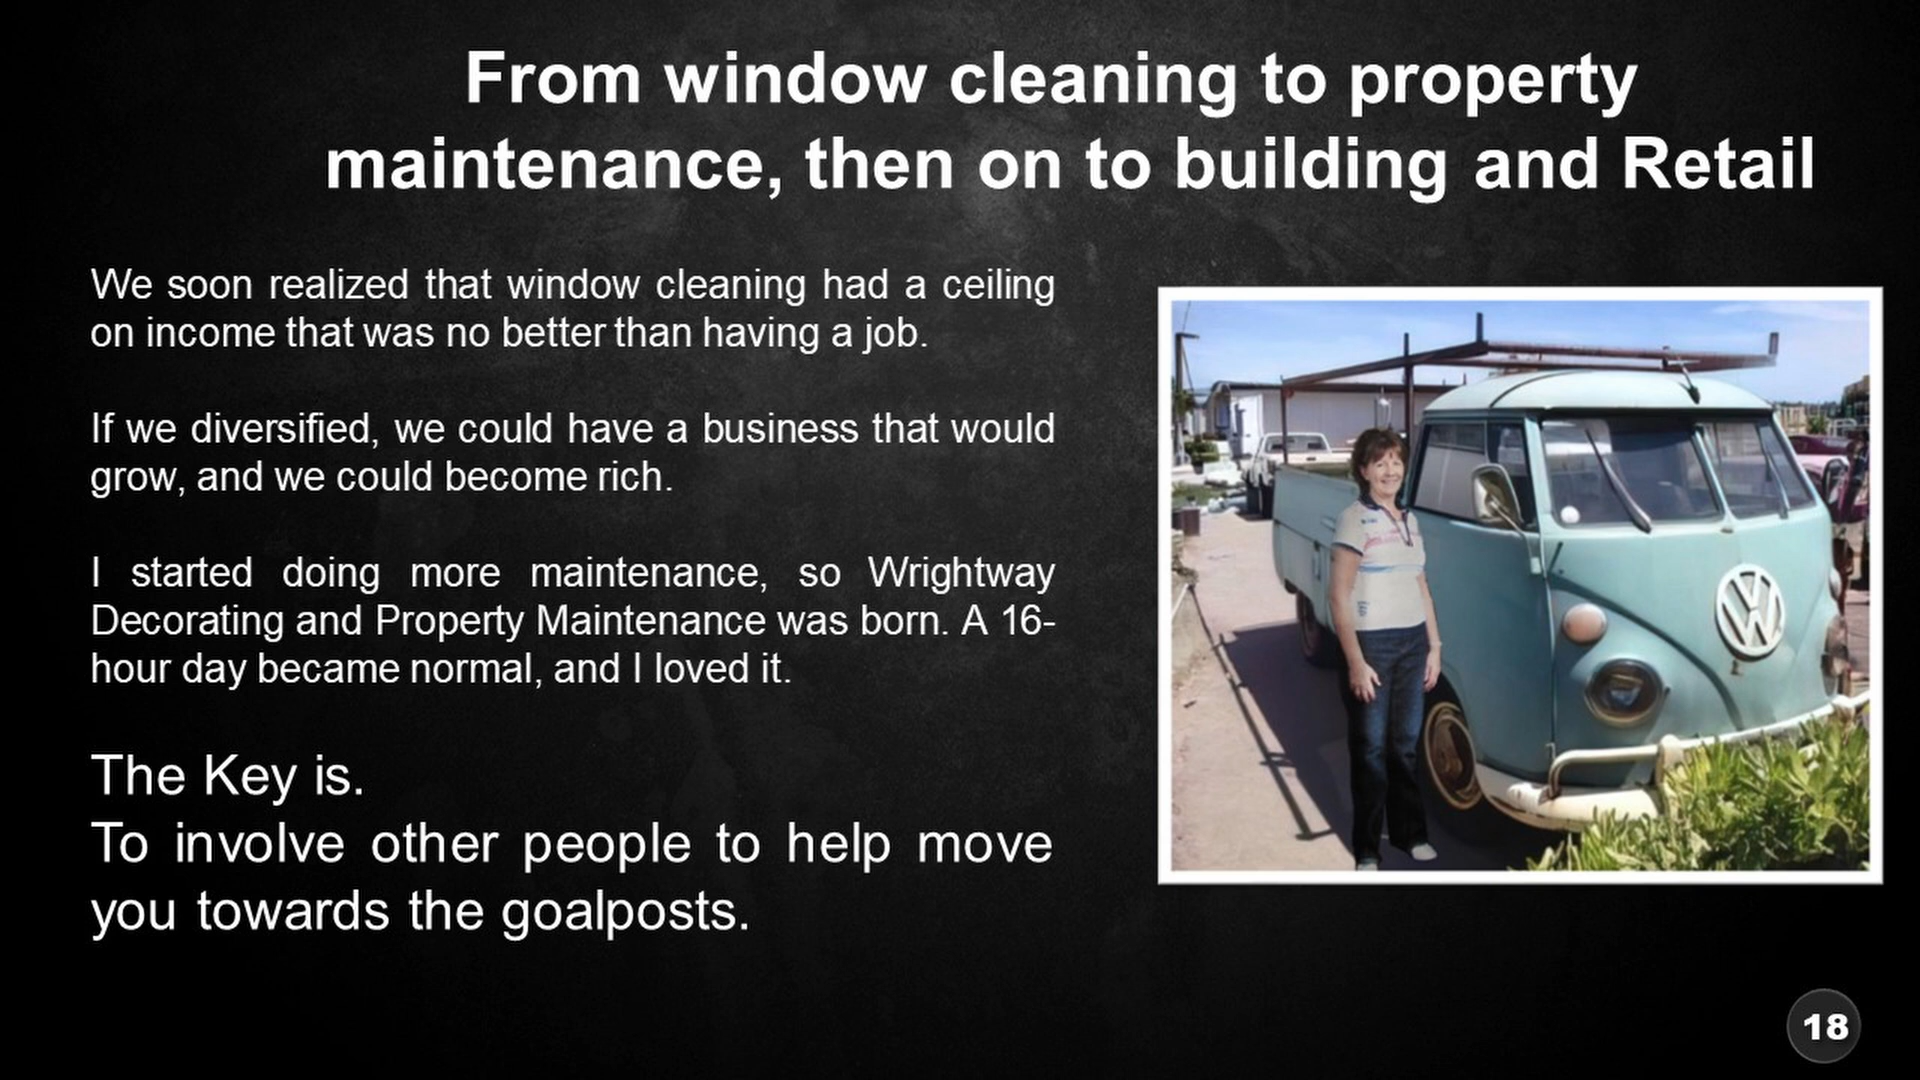 From window cleaning to property
maintenance, then on to building and Retail
We soon realized that window cleaning had a ceiling
on income that was no better than having a job.
If we diversified, we could have a business that would
grow, and we could become rich.
I started doing more maintenance, so Wrightway
Decorating and Property Maintenance was born. A 16-
hour day became normal, and I loved it.
The Key is.
To involve other people to help move
you towards the goalposts.
VW
18